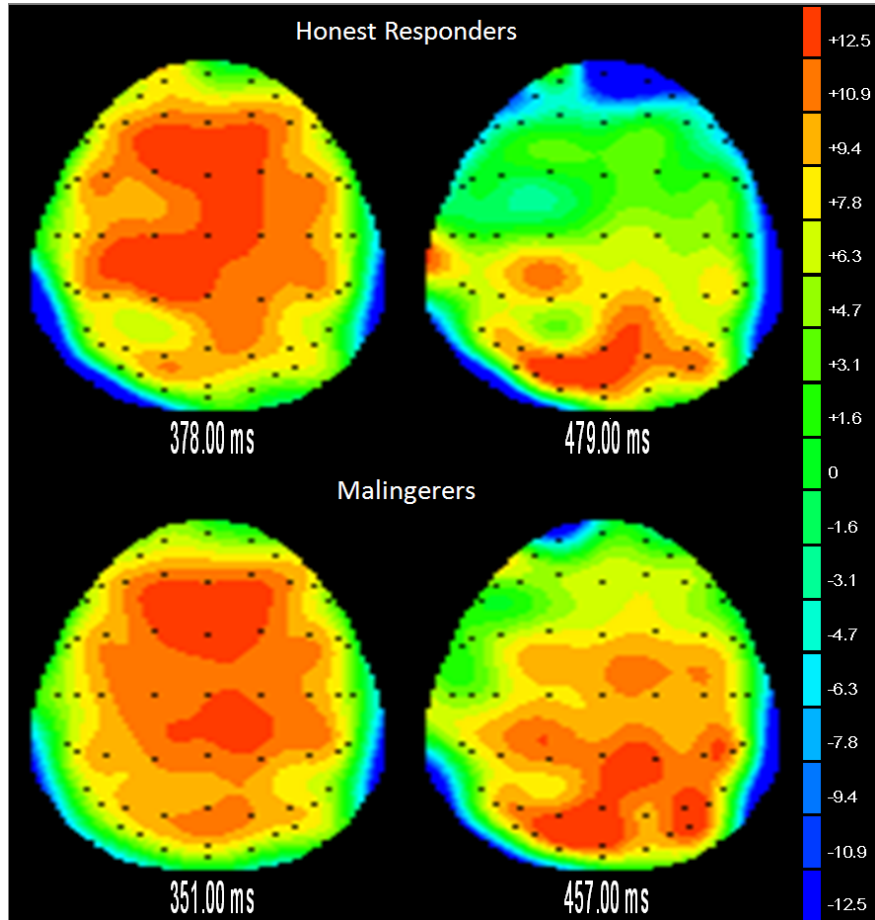 Honest Responders
378.00 ms
479.00 ms
Malingerers
351.00 ms
457.00 ms
+12.5
+10.9
+9.4
+7.8
+6.3
+4.7
+3.1
+1.6
0
-1.6
-3.1
-4.7
-6.3
-7.8
-9.4
-10.9
-12.5